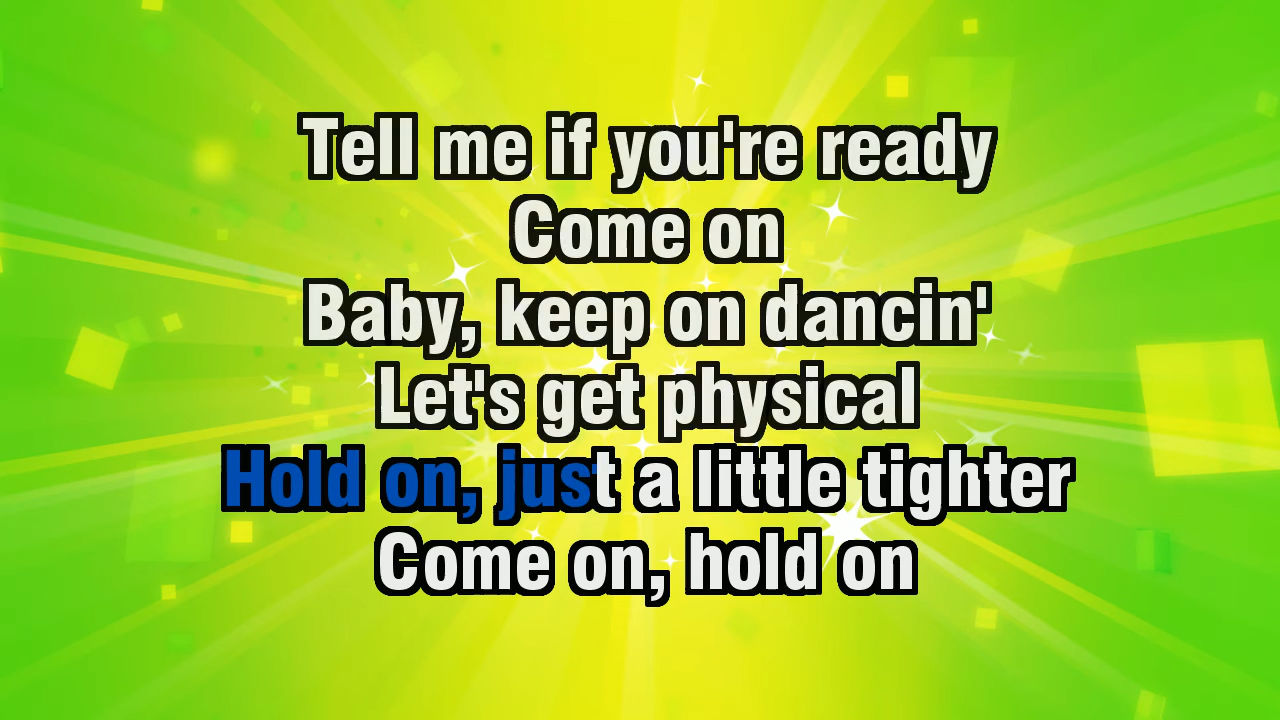 Tell me if you're ready
Come on
Baby, keep on dancin'
Let's get physical
Hold on, just a little tighter
Come on, hold on